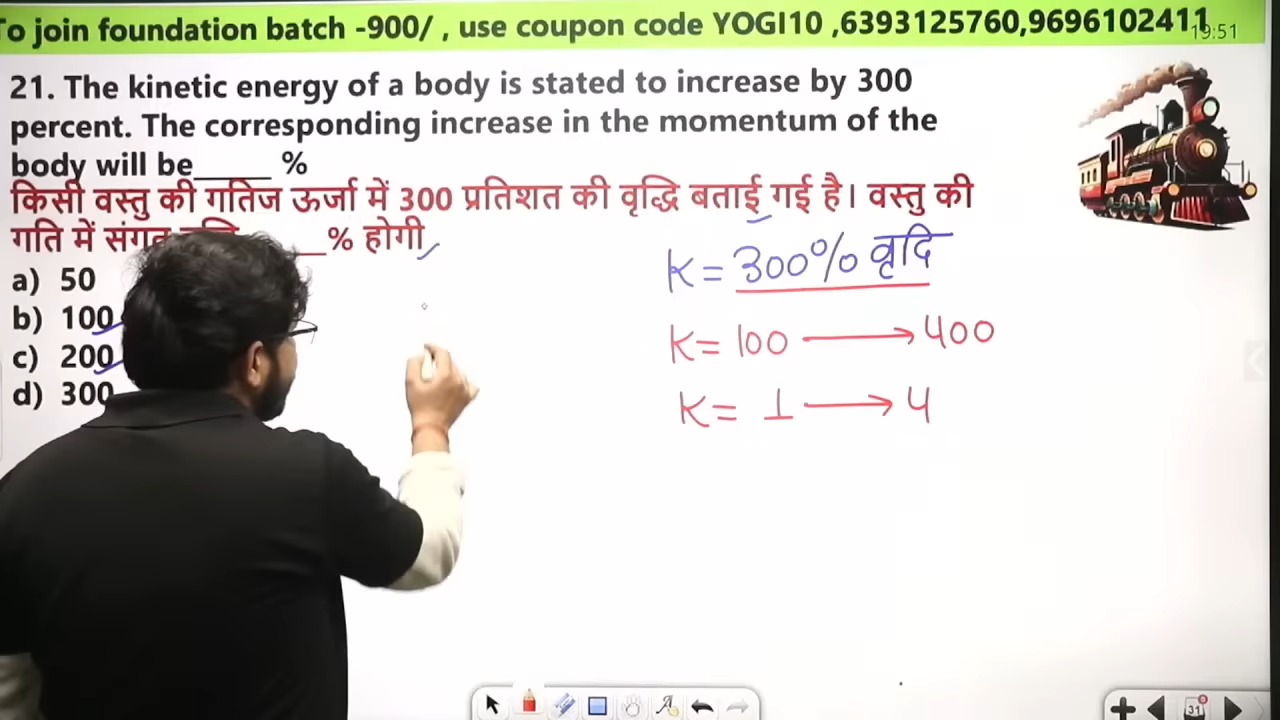 To join foundation batch -900/ , use coupon code YOGI10 ,6393125760,9696102411
19:51
21. The kinetic energy of a body is stated to increase by 300
percent. The corresponding increase in the momentum of the
body will be_____ %
किसी वस्तु की गतिज ऊर्जा में 300 प्रतिशत की वृद्धि बताई गई है। वस्तु की
गति में संगत % होगी
a) 50
b) 100
c) 200
d) 300
K = 300% वृदि
K = 100 → 400
K = 1 → 4
31